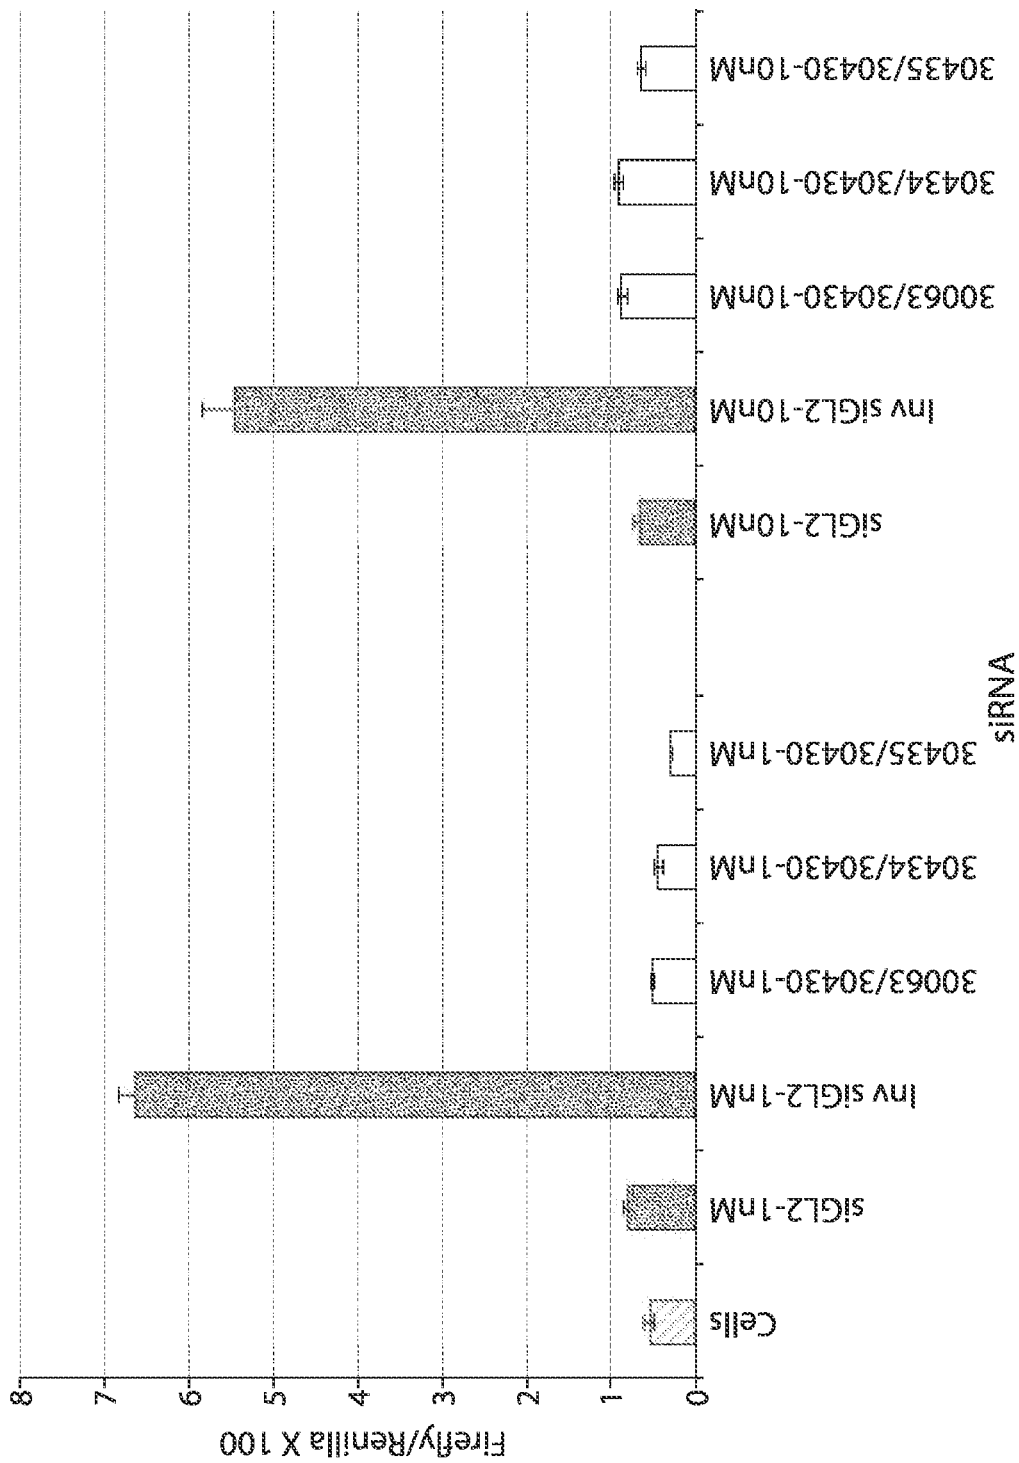 Firefly/Renilla X 100
8
7
6
5
4
3
2
1
0
Cells
siGL2-1nM
Inv siGL2-1nM
30063/30430-1nM
30434/30430-1nM
30435/30430-1nM
siGL2-10nM
Inv siGL2-10nM
30063/30430-10nM
30434/30430-10nM
30435/30430-10nM
siRNA